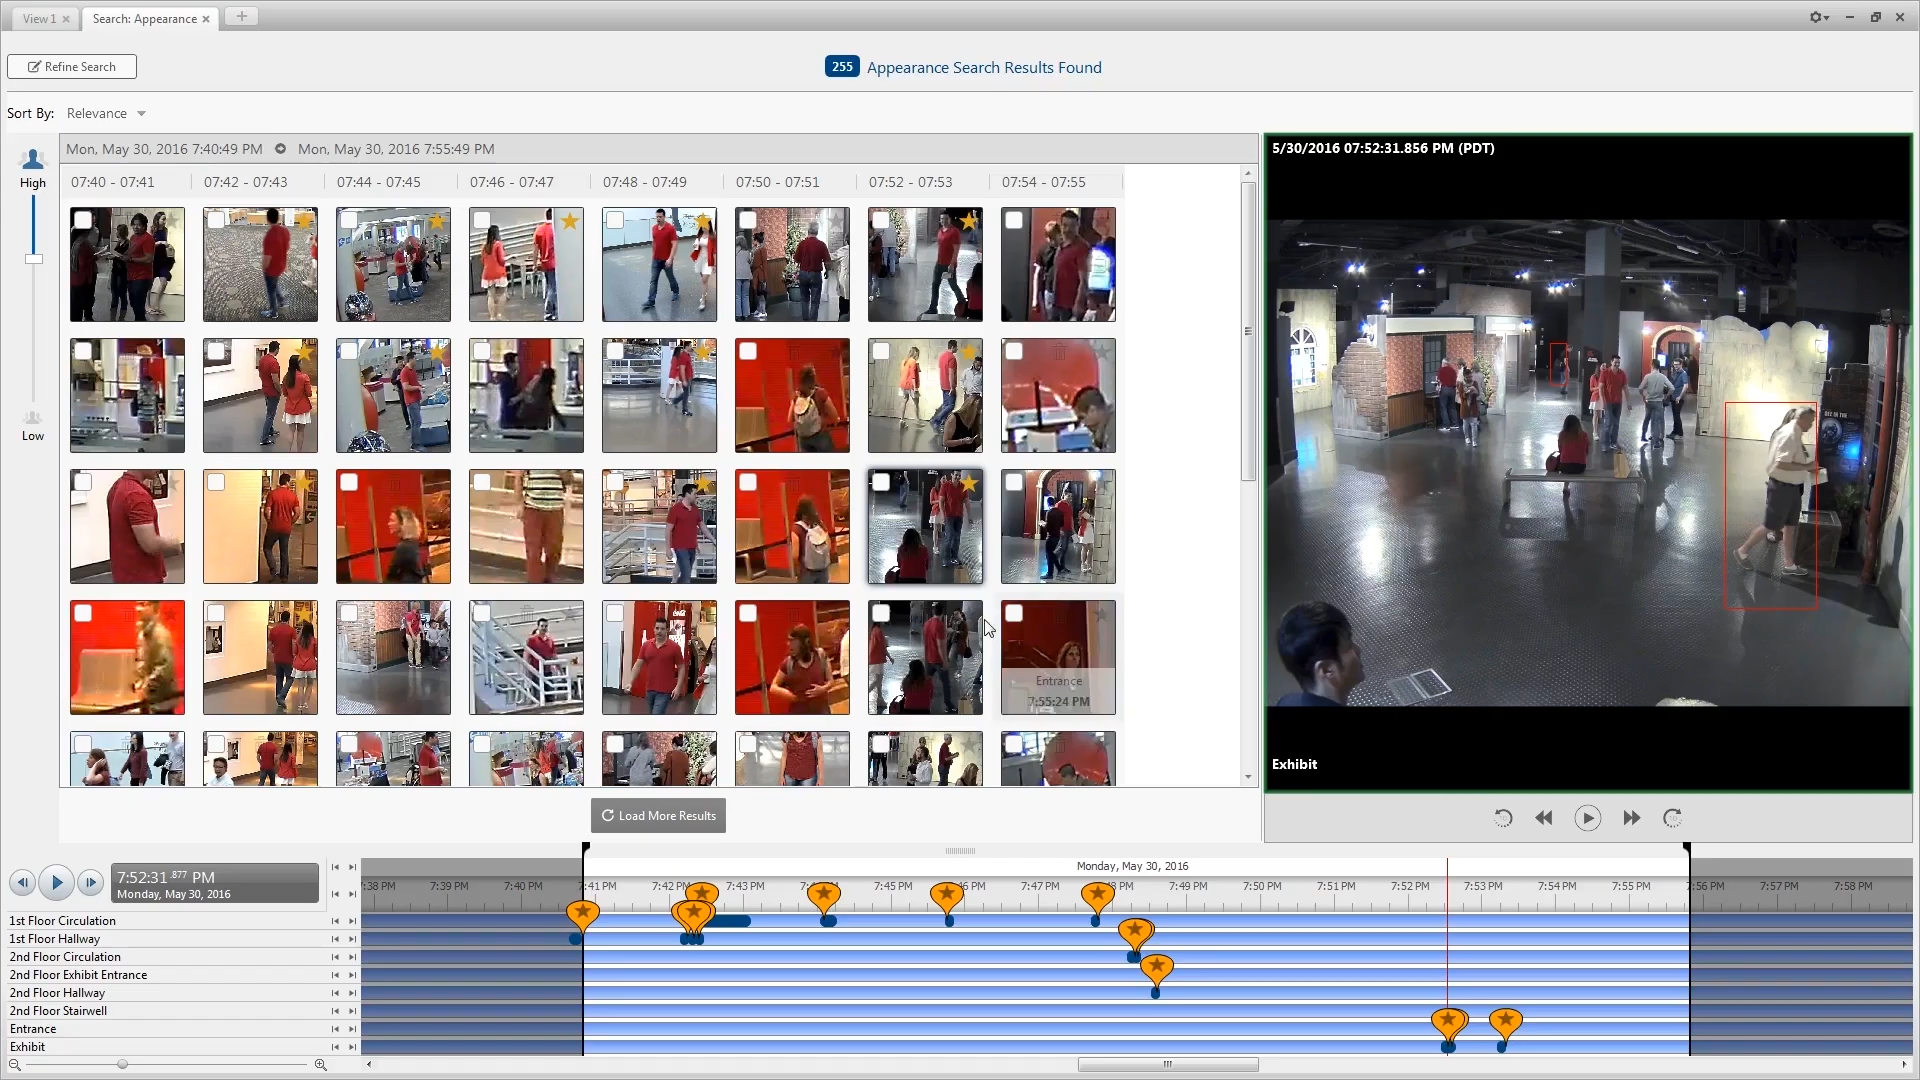 View 1
Search: Appearance
Refine Search
255 Appearance Search Results Found
Sort By: Relevance
High
Low
Mon, May 30, 2016 7:40:49 PM Mon, May 30, 2016 7:55:49 PM
07:40 - 07:41 07:42 - 07:43 07:44 - 07:45 07:46 - 07:47 07:48 - 07:49 07:50 - 07:51 07:52 - 07:53 07:54 - 07:55
Entrance
7:55:24 PM
Load More Results
5/30/2016 07:52:31.856 PM (PDT)
Exhibit
7:52:31.877 PM
Monday, May 30, 2016
Monday, May 30, 2016
7:39 PM 7:40 PM 7:41 PM 7:43 PM 7:45 PM 7:47 PM 7:49 PM 7:50 PM 7:51 PM 7:52 PM 7:53 PM 7:54 PM 7:55 PM 7:57 PM 7:58 PM
1st Floor Circulation
1st Floor Hallway
2nd Floor Circulation
2nd Floor Exhibit Entrance
2nd Floor Hallway
2nd Floor Stairwell
Entrance
Exhibit